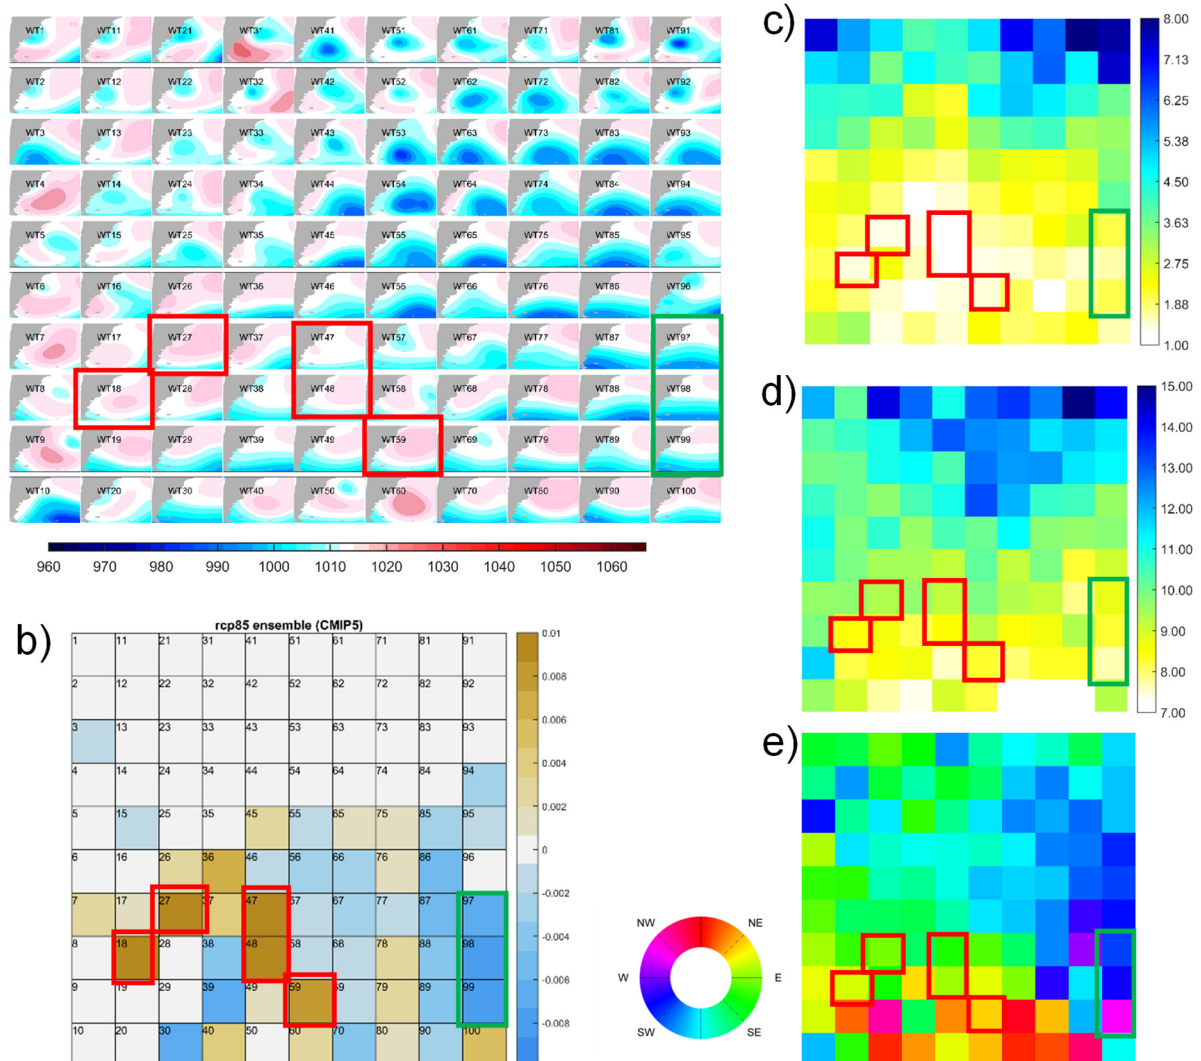 WT1 WT11 WT21 WT31 WT41 WT51 WT61 WT71 WT81 WT91
WT2 WT12 WT22 WT32 WT42 WT52 WT62 WT72 WT82 WT92
WT3 WT13 WT23 WT33 WT43 WT53 WT63 WT73 WT83 WT93
WT4 WT14 WT24 WT34 WT44 WT54 WT64 WT74 WT84 WT94
WT5 WT15 WT25 WT35 WT45 WT55 WT65 WT75 WT85 WT95
WT6 WT16 WT26 WT36 WT46 WT56 WT66 WT76 WT86 WT96
WT7 WT17 WT27 WT37 WT47 WT57 WT67 WT77 WT87 WT97
WT8 WT18 WT28 WT38 WT48 WT58 WT68 WT78 WT88 WT98
WT9 WT19 WT29 WT39 WT49 WT59 WT69 WT79 WT89 WT99
WT10 WT20 WT30 WT40 WT50 WT60 WT70 WT80 WT90 WT100
960 970 980 990 1000 1010 1020 1030 1040 1050 1060
b)
rcp85 ensemble (CMIP5)
1 11 21 31 41 51 61 71 81 91
2 12 22 32 42 52 62 72 82 92
3 13 23 33 43 53 63 73 83 93
4 14 24 34 44 54 64 74 84 94
5 15 25 35 45 55 65 75 85 95
6 16 26 36 46 56 66 76 86 96
7 17 27 37 47 57 67 77 87 97
8 18 28 38 48 58 68 78 88 98
9 19 29 39 49 59 69 79 89 99
10 20 30 40 50 60 70 80 90 100
0.01
0.008
0.006
0.004
0.002
0
-0.002
-0.004
-0.006
-0.008
c)
8.00
7.13
6.25
5.38
4.50
3.63
2.75
1.88
1.00
d)
15.00
14.00
13.00
12.00
11.00
10.00
9.00
8.00
7.00
e)
NW NE
W E
SW SE